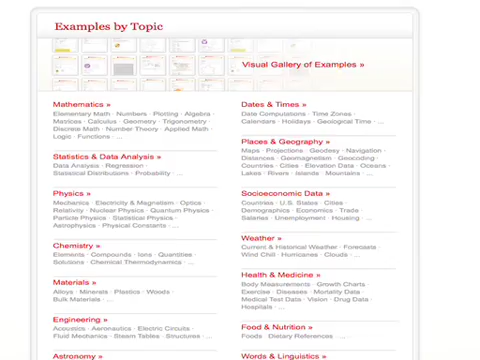 Examples by Topic
Visual Gallery of Examples »
Mathematics »
Elementary Math · Numbers · Plotting · Algebra ·
Matrices · Calculus · Geometry · Trigonometry ·
Discrete Math · Number Theory · Applied Math ·
Logic · Functions · ...
Statistics & Data Analysis »
Data Analysis · Regression ·
Statistical Distributions · Probability · ...
Physics »
Mechanics · Electricity & Magnetism · Optics ·
Relativity · Nuclear Physics · Quantum Physics ·
Particle Physics · Statistical Physics ·
Astrophysics · Physical Constants · ...
Chemistry »
Elements · Compounds · Ions · Quantities ·
Solutions · Chemical Thermodynamics · ...
Materials »
Alloys · Minerals · Plastics · Woods ·
Bulk Materials · ...
Engineering »
Acoustics · Aeronautics · Electric Circuits ·
Fluid Mechanics · Steam Tables · Structures · ...
Astronomy »
Dates & Times »
Date Computations · Time Zones ·
Calendars · Holidays · Geological Time · ...
Places & Geography »
Maps · Projections · Geodesy · Navigation ·
Distances · Geomagnetism · Geocoding ·
Countries · Cities · Elevation Data · Oceans ·
Lakes · Rivers · Islands · Mountains · ...
Socioeconomic Data »
Countries · U.S. States · Cities ·
Demographics · Economics · Trade ·
Salaries · Unemployment · Housing · ...
Weather »
Current & Historical Weather · Forecasts ·
Wind Chill · Hurricanes · Clouds · ...
Health & Medicine »
Body Measurements · Growth Charts ·
Exercise · Diseases · Mortality Data ·
Medical Test Data · Vision · Drug Data ·
Hospitals · ...
Food & Nutrition »
Foods · Dietary References · ...
Words & Linguistics »